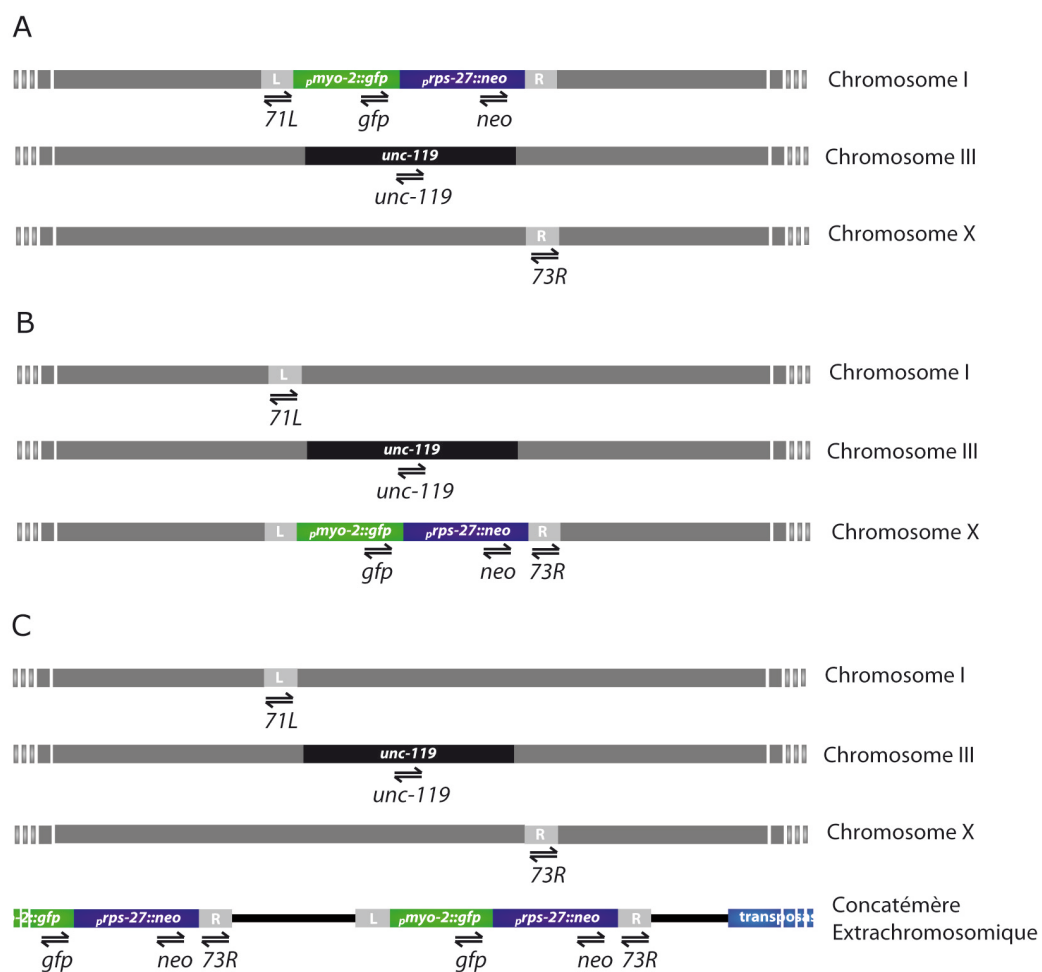 A
L pmyo-2::gfp prps-27::neo R Chromosome I
71L gfp neo
unc-119 Chromosome III
unc-119
R Chromosome X
73R
B
L Chromosome I
71L
unc-119 Chromosome III
unc-119
L pmyo-2::gfp prps-27::neo R Chromosome X
gfp neo 73R
C
L Chromosome I
71L
unc-119 Chromosome III
unc-119
R Chromosome X
73R
o-2::gfp prps-27::neo R L pmyo-2::gfp prps-27::neo R transposas Concatémère
Extrachromosomique
gfp neo 73R gfp neo 73R